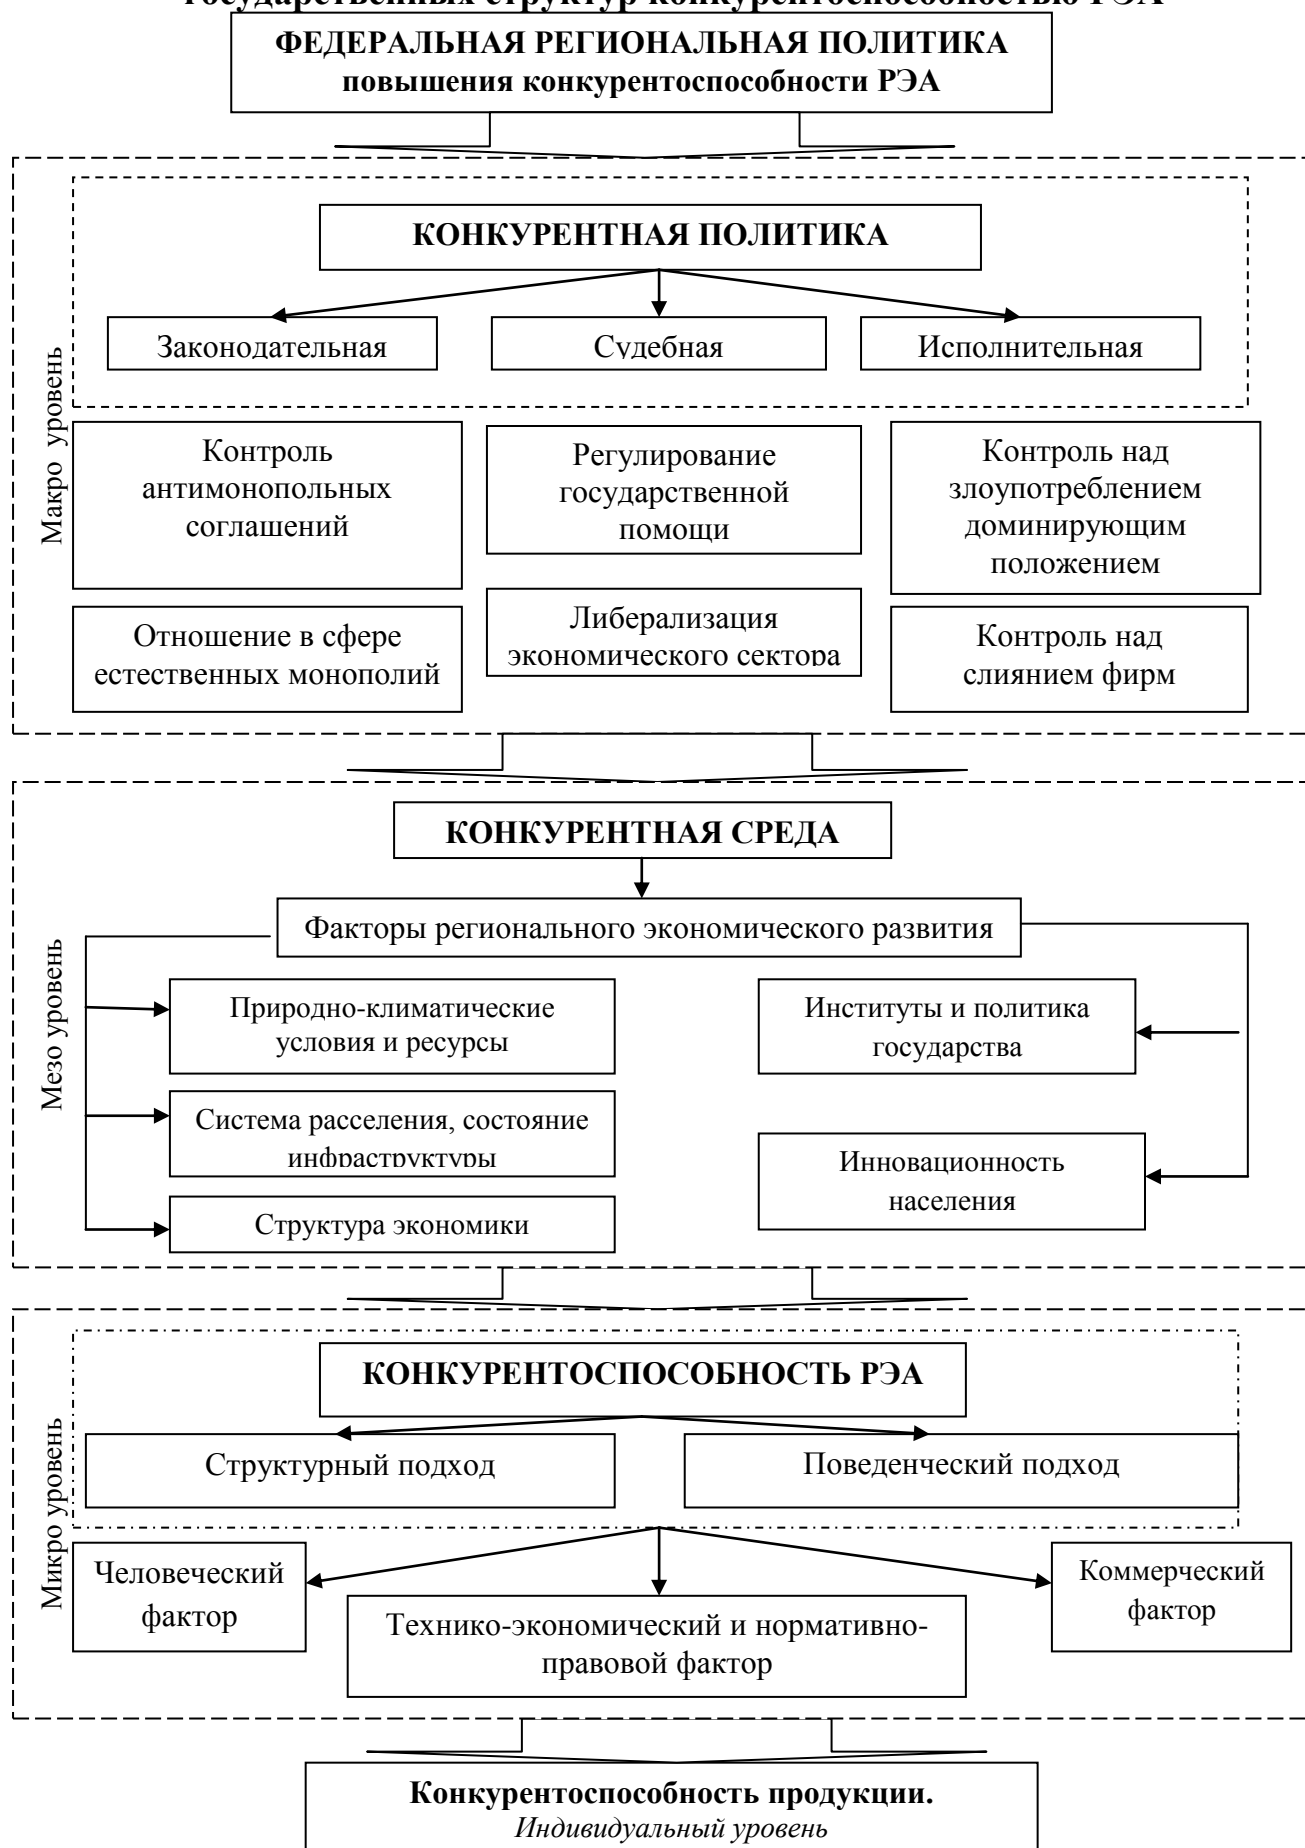 государственных структур конкурентоспособностью РЭА
ФЕДЕРАЛЬНАЯ РЕГИОНАЛЬНАЯ ПОЛИТИКА
повышения конкурентоспособности РЭА
Макро уровень
КОНКУРЕНТНАЯ ПОЛИТИКА
Законодательная
Судебная
Исполнительная
Контроль
антимонопольных
соглашений
Регулирование
государственной
помощи
Контроль над
злоупотреблением
доминирующим
положением
Отношение в сфере
естественных монополий
Либерализация
экономического сектора
Контроль над
слиянием фирм
Мезо уровень
КОНКУРЕНТНАЯ СРЕДА
Факторы регионального экономического развития
Природно-климатические
условия и ресурсы
Институты и политика
государства
Система расселения, состояние
инфраструктуры
Инновационность
населения
Структура экономики
Микро уровень
КОНКУРЕНТОСПОСОБНОСТЬ РЭА
Структурный подход
Поведенческий подход
Человеческий
фактор
Технико-экономический и нормативно-
правовой фактор
Коммерческий
фактор
Конкурентоспособность продукции.
Индивидуальный уровень